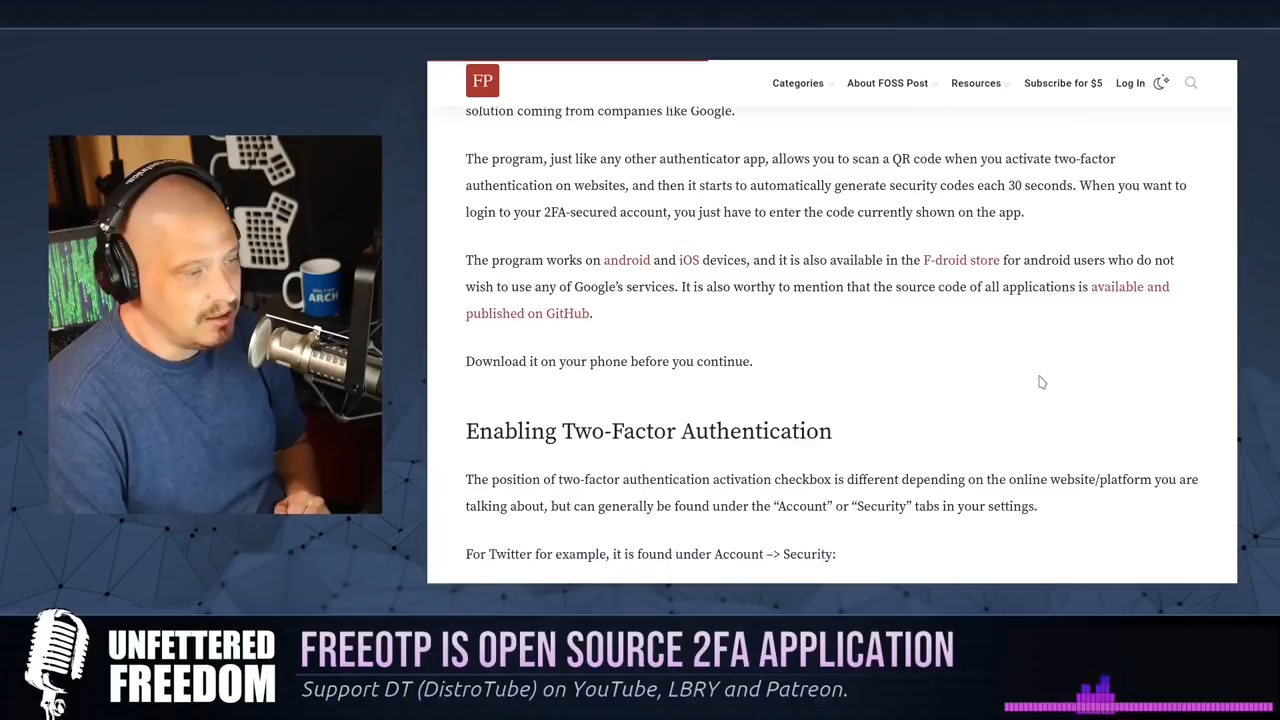 FP
Categories
About FOSS Post
Resources
Subscribe for $5
Log In
solution coming from companies like Google.
The program, just like any other authenticator app, allows you to scan a QR code when you activate two-factor
authentication on websites, and then it starts to automatically generate security codes each 30 seconds. When you want to
login to your 2FA-secured account, you just have to enter the code currently shown on the app.
The program works on android and iOS devices, and it is also available in the F-droid store for android users who do not
wish to use any of Google’s services. It is also worthy to mention that the source code of all applications is available and
published on GitHub.
Download it on your phone before you continue.
Enabling Two-Factor Authentication
The position of two-factor authentication activation checkbox is different depending on the online website/platform you are
talking about, but can generally be found under the “Account” or “Security” tabs in your settings.
For Twitter for example, it is found under Account –> Security:
ARCH
UNFETTERED
FREEDOM
FREEOTP IS OPEN SOURCE 2FA APPLICATION
Support DT (DistroTube) on YouTube, LBRY and Patreon.